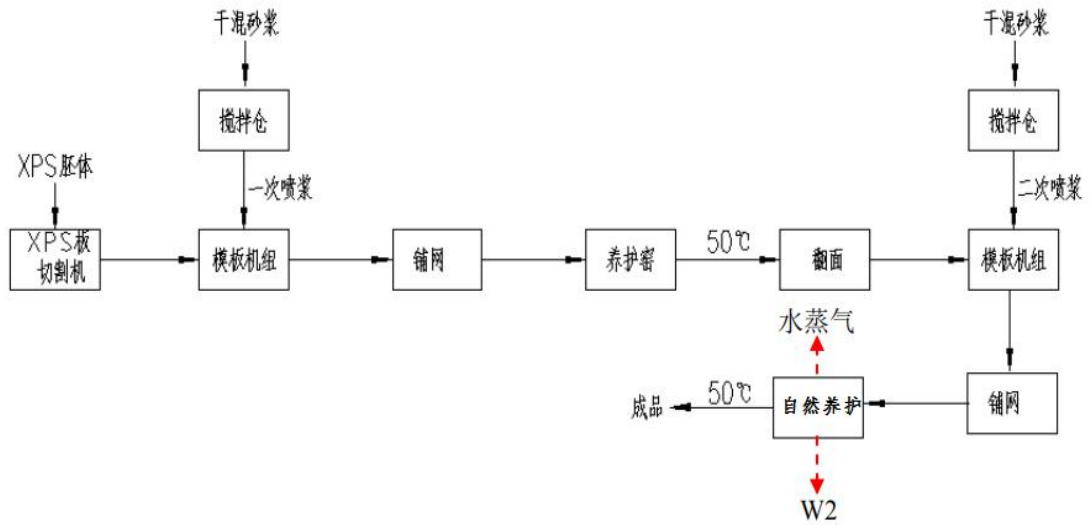 干混砂浆
干混砂浆
搅拌仓
搅拌仓
XPS胚体
一次喷浆
二次喷浆
XPS板
切割机
模板机组
铺网
养护窑
50℃
翻面
模板机组
水蒸气
成品
50℃
自然养护
铺网
W2